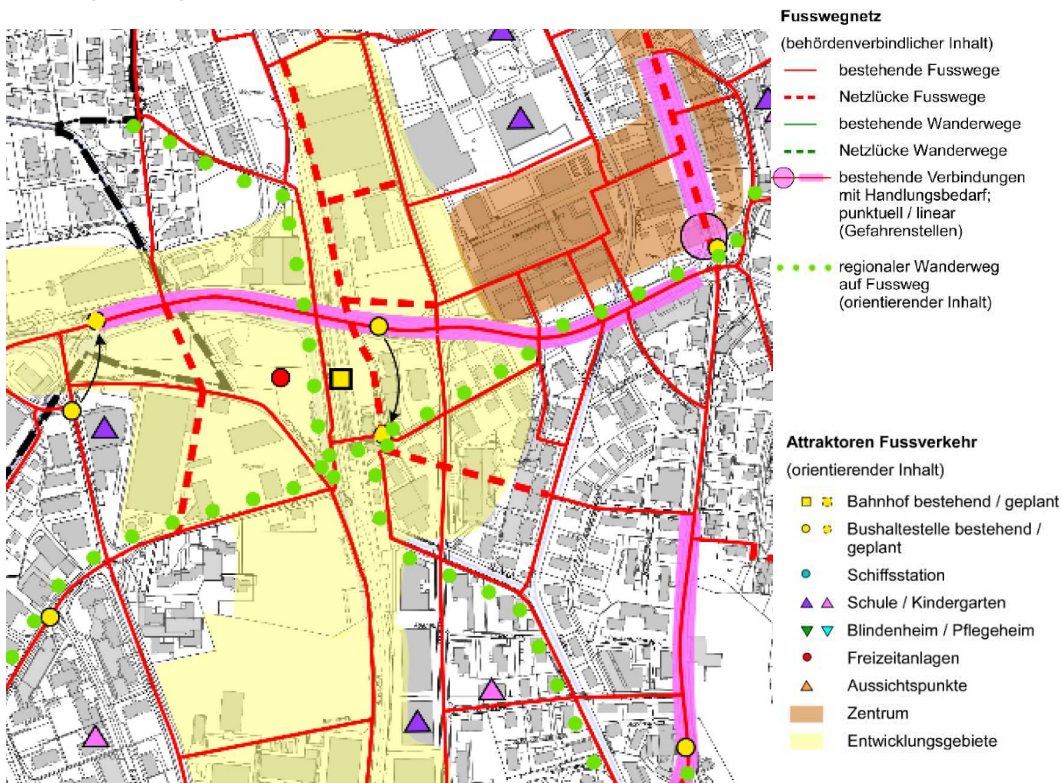 Fusswegnetz
(behördenverbindlicher Inhalt)
bestehende Fusswege
Netzlücke Fusswege
bestehende Wanderwege
Netzlücke Wanderwege
bestehende Verbindungen
mit Handlungsbedarf;
punktuell / linear
(Gefahrenstellen)
regionaler Wanderweg
auf Fussweg
(orientierender Inhalt)
Attraktoren Fussverkehr
(orientierender Inhalt)
Bahnhof bestehend / geplant
Bushaltestelle bestehend /
geplant
Schiffsstation
Schule / Kindergarten
Blindenheim / Pflegeheim
Freizeitanlagen
Aussichtspunkte
Zentrum
Entwicklungsgebiete